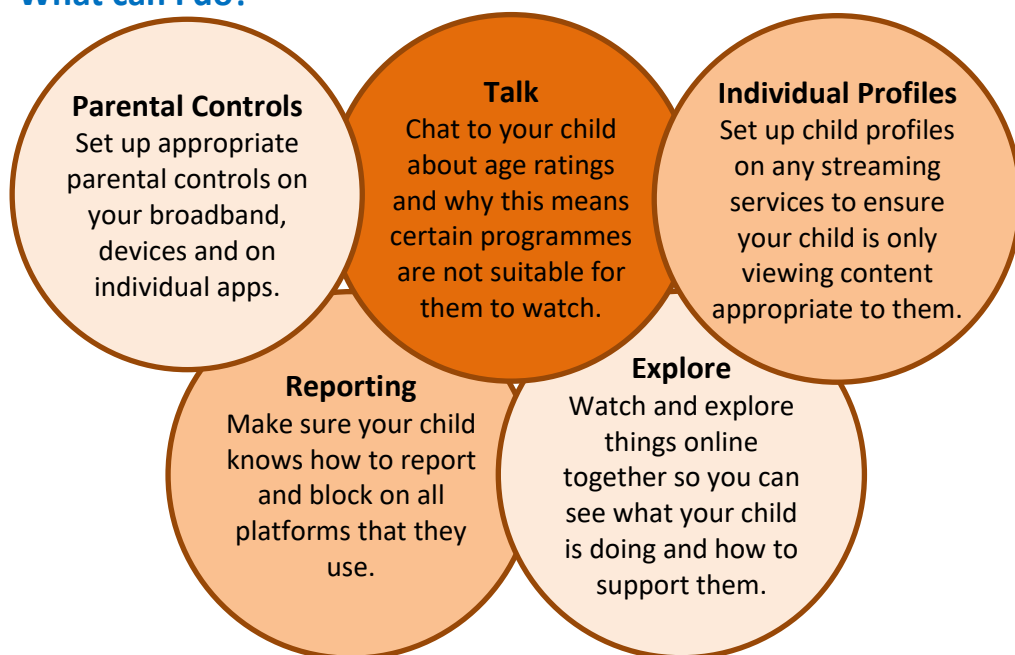 What can I do?
Parental Controls
Set up appropriate
parental controls on
your broadband,
devices and on
individual apps.
Talk
Chat to your child
about age ratings
and why this means
certain programmes
are not suitable for
them to watch.
Individual Profiles
Set up child profiles
on any streaming
services to ensure
your child is only
viewing content
appropriate to them.
Reporting
Make sure your child
knows how to report
and block on all
platforms that they
use.
Explore
Watch and explore
things online
together so you can
see what your child
is doing and how to
support them.